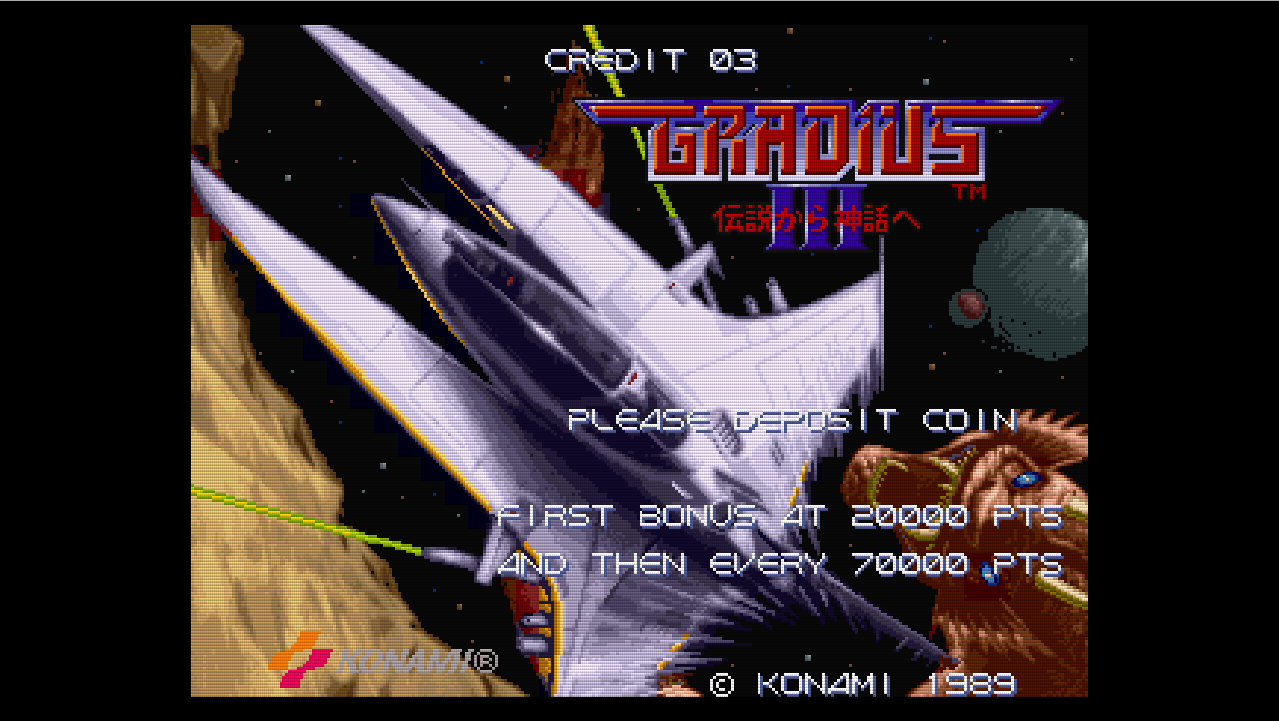 CREDIT 03
GRADIUS
III TM
伝説から神話へ
PLEASE DEPOSIT COIN
FIRST BONUS AT 20000 PTS
AND THEN EVERY 70000 PTS
KONAMI®
© KONAMI 1989